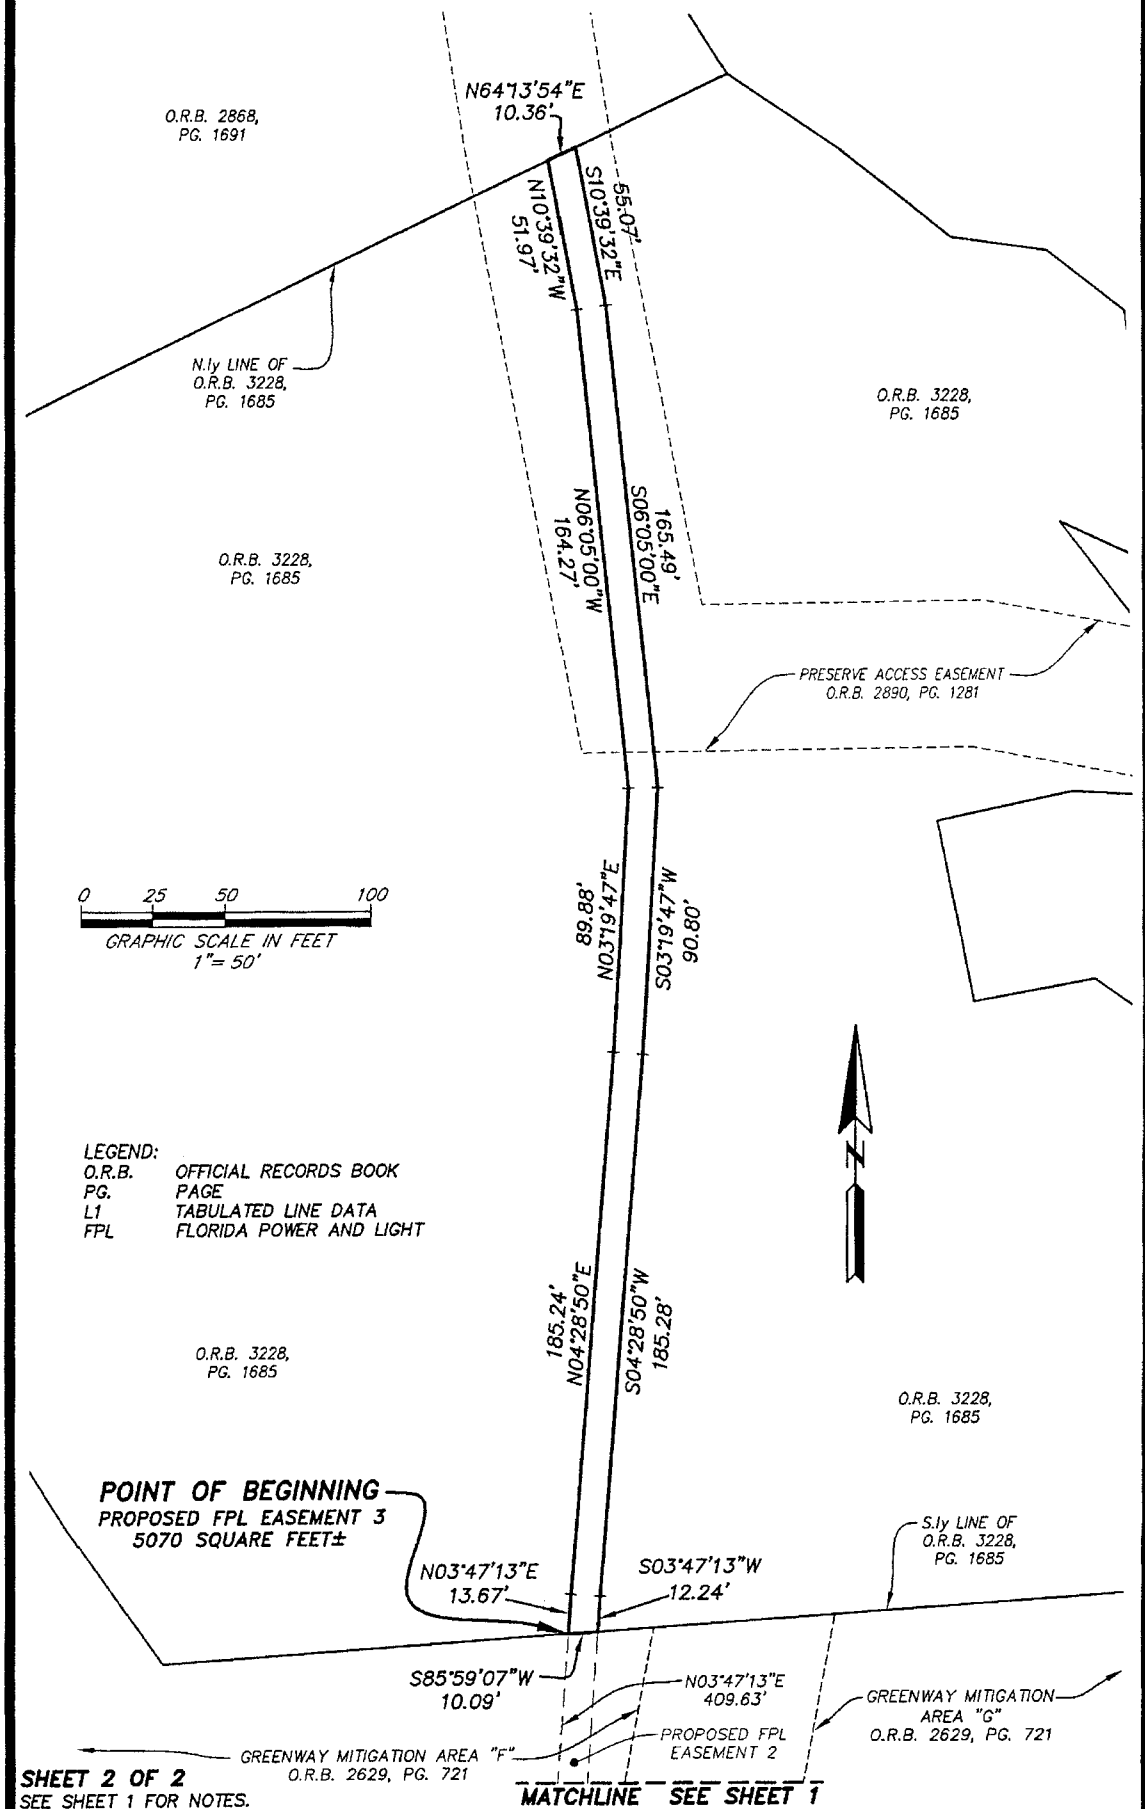 N64°13'54"E
10.36'
O.R.B. 2868,
PG. 1691
55.07'
S10°39'32"E
N10°39'32"W
51.97'
N.ly LINE OF
O.R.B. 3228,
PG. 1685
O.R.B. 3228,
PG. 1685
165.49'
S06°05'00"E
N06°05'00"W
164.27'
O.R.B. 3228,
PG. 1685
PRESERVE ACCESS EASEMENT
O.R.B. 2890, PG. 1281
89.88'
N03°19'47"E
S03°19'47"W
90.80'
0 25 50 100
GRAPHIC SCALE IN FEET
1"= 50'
N
LEGEND:
O.R.B. OFFICIAL RECORDS BOOK
PG. PAGE
L1 TABULATED LINE DATA
FPL FLORIDA POWER AND LIGHT
185.24'
N04°28'50"E
S04°28'50"W
185.28'
O.R.B. 3228,
PG. 1685
O.R.B. 3228,
PG. 1685
POINT OF BEGINNING
PROPOSED FPL EASEMENT 3
5070 SQUARE FEET±
S.ly LINE OF
O.R.B. 3228,
PG. 1685
N03°47'13"E
13.67'
S03°47'13"W
12.24'
S85°59'07"W
10.09'
N03°47'13"E
409.63'
GREENWAY MITIGATION
AREA "G"
O.R.B. 2629, PG. 721
PROPOSED FPL
EASEMENT 2
GREENWAY MITIGATION AREA "F"
O.R.B. 2629, PG. 721
SHEET 2 OF 2
SEE SHEET 1 FOR NOTES.
MATCHLINE SEE SHEET 1